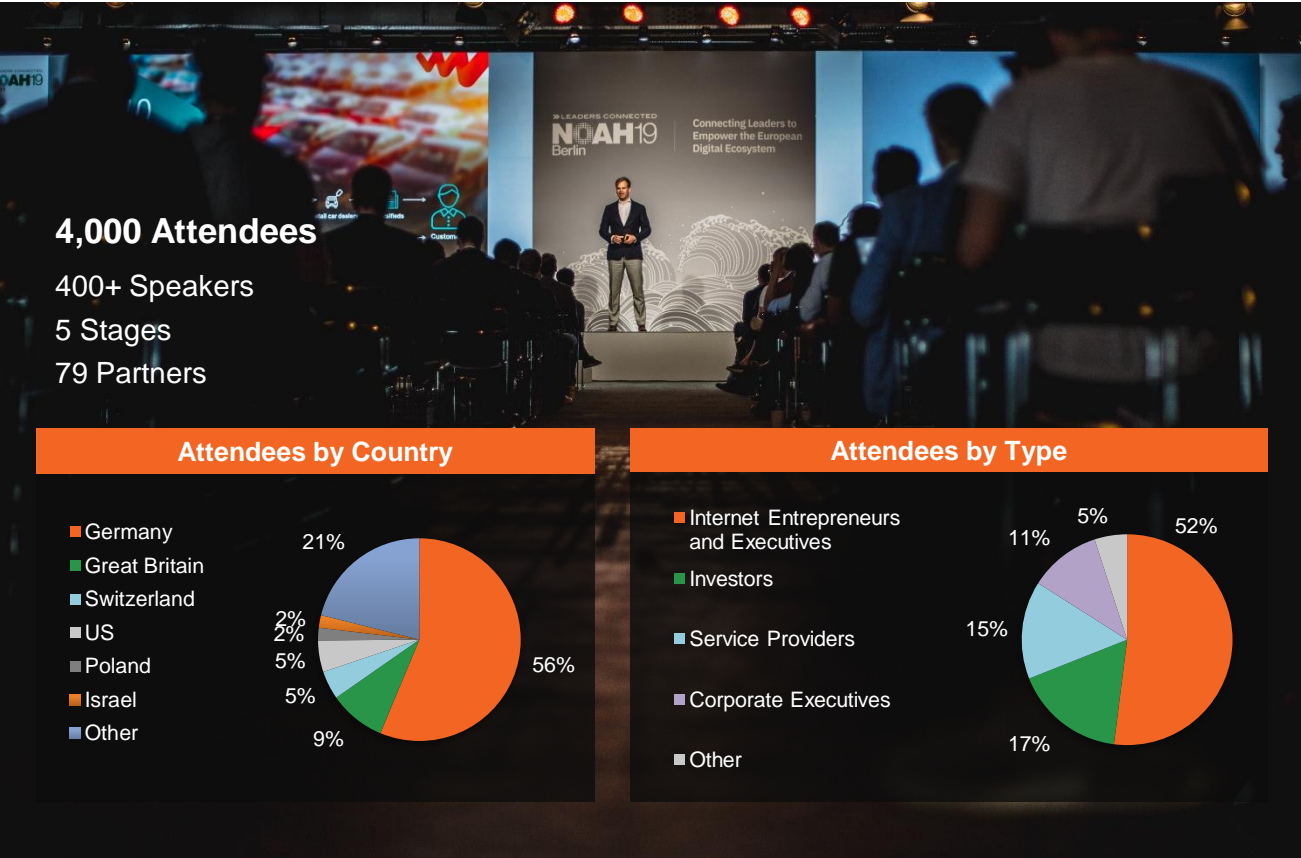 OAH19
LEADERS CONNECTED
NOAH19
Berlin
Connecting Leaders to
Empower the European
Digital Ecosystem
4,000 Attendees
400+ Speakers
5 Stages
79 Partners
Attendees by Country
Germany
Great Britain
Switzerland
US
Poland
Israel
Other
21%
2%
2%
5%
5%
9%
56%
Attendees by Type
Internet Entrepreneurs
and Executives
Investors
Service Providers
Corporate Executives
Other
5%
52%
11%
15%
17%